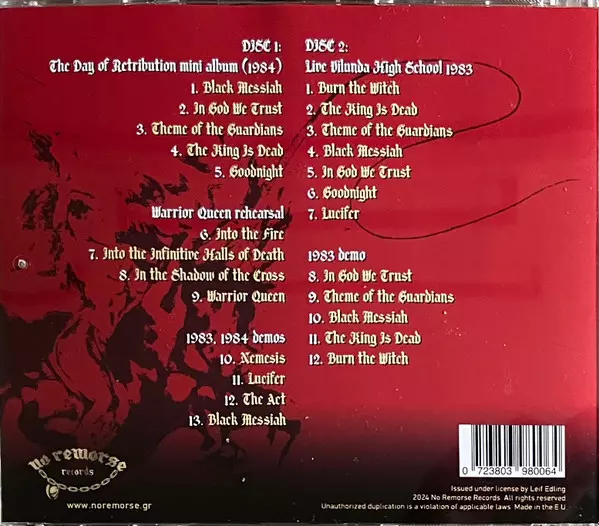 DISC 1:
The Day of Retribution mini album (1984)
1. Black Messiah
2. In God We Trust
3. Theme of the Guardians
4. The King Is Dead
5. Goodnight
Warrior Queen rehearsal
6. Into the Fire
7. Into the Infinitive Halls of Death
8. In the Shadow of the Cross
9. Warrior Queen
1983, 1984 demos
10. Nemesis
11. Lucifer
12. The Act
13. Black Messiah
DISC 2:
Live Vilunda High School 1983
1. Burn the Witch
2. The King Is Dead
3. Theme of the Guardians
4. Black Messiah
5. In God We Trust
6. Goodnight
7. Lucifer
1983 demo
8. In God We Trust
9. Theme of the Guardians
10. Black Messiah
11. The King Is Dead
12. Burn the Witch
no remorse
records
www.noremorse.gr
0 723803 980064
Issued under license by Leif Edling
2024 No Remorse Records All rights reserved
Unauthorized duplication is a violation of applicable laws Made in the E U